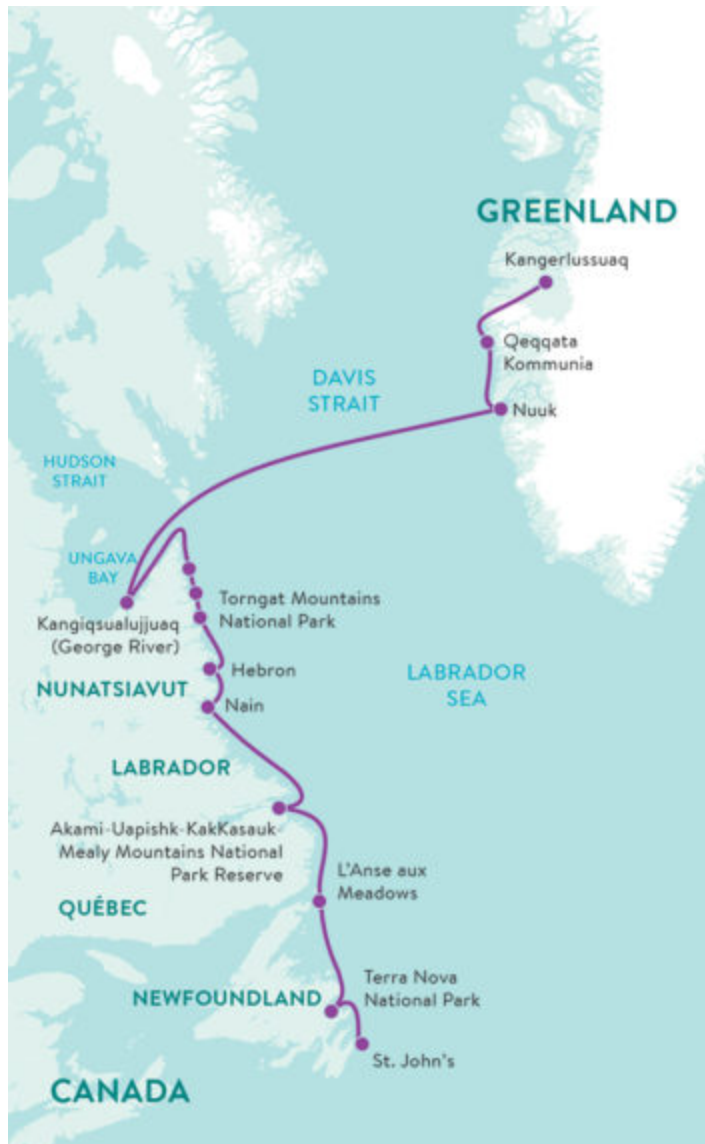 GREENLAND
Kangerlussuaq
Qeqqata
Kommunia
DAVIS
STRAIT
Nuuk
HUDSON
STRAIT
UNGAVA
BAY
Kangiqsualujjuaq
(George River)
Torngat Mountains
National Park
Hebron
NUNATSIAVUT
Nain
LABRADOR
SEA
LABRADOR
Akami-Uapishk-KakKasauk-
Mealy Mountains National
Park Reserve
L'Anse aux
Meadows
QUÉBEC
Terra Nova
National Park
NEWFOUNDLAND
St. John's
CANADA